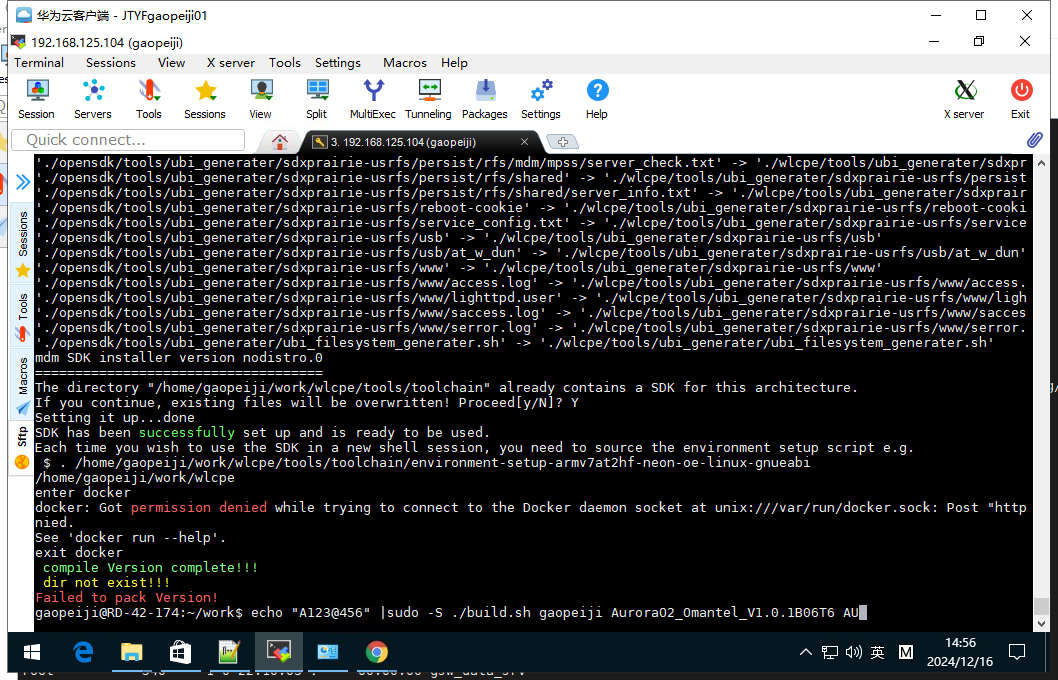 华为云客户端 - JTYFgaopeiji01
192.168.125.104 (gaopeiji)
Terminal Sessions View X server Tools Settings Macros Help
Session Servers Tools Sessions View Split MultiExec Tunneling Packages Settings Help X server Exit
Quick connect...
3. 192.168.125.104 (gaopeiji)
Sessions
Tools
Macros
Sftp
'./opensdk/tools/ubi_generater/sdxprairie-usrfs/persist/rfs/mdm/mpss/server_check.txt' -> './wlcpe/tools/ubi_generater/sdxpr
'./opensdk/tools/ubi_generater/sdxprairie-usrfs/persist/rfs/shared' -> './wlcpe/tools/ubi_generater/sdxprairie-usrfs/persist
'./opensdk/tools/ubi_generater/sdxprairie-usrfs/persist/rfs/shared/server_info.txt' -> './wlcpe/tools/ubi_generater/sdxprair
'./opensdk/tools/ubi_generater/sdxprairie-usrfs/reboot-cookie' -> './wlcpe/tools/ubi_generater/sdxprairie-usrfs/reboot-cooki
'./opensdk/tools/ubi_generater/sdxprairie-usrfs/service_config.txt' -> './wlcpe/tools/ubi_generater/sdxprairie-usrfs/service
'./opensdk/tools/ubi_generater/sdxprairie-usrfs/usb' -> './wlcpe/tools/ubi_generater/sdxprairie-usrfs/usb'
'./opensdk/tools/ubi_generater/sdxprairie-usrfs/usb/at_w_dun' -> './wlcpe/tools/ubi_generater/sdxprairie-usrfs/usb/at_w_dun'
'./opensdk/tools/ubi_generater/sdxprairie-usrfs/www' -> './wlcpe/tools/ubi_generater/sdxprairie-usrfs/www'
'./opensdk/tools/ubi_generater/sdxprairie-usrfs/www/access.log' -> './wlcpe/tools/ubi_generater/sdxprairie-usrfs/www/access.
'./opensdk/tools/ubi_generater/sdxprairie-usrfs/www/lighttpd.user' -> './wlcpe/tools/ubi_generater/sdxprairie-usrfs/www/ligh
'./opensdk/tools/ubi_generater/sdxprairie-usrfs/www/saccess.log' -> './wlcpe/tools/ubi_generater/sdxprairie-usrfs/www/sacces
'./opensdk/tools/ubi_generater/sdxprairie-usrfs/www/serror.log' -> './wlcpe/tools/ubi_generater/sdxprairie-usrfs/www/serror.
'./opensdk/tools/ubi_generater/ubi_filesystem_generater.sh' -> './wlcpe/tools/ubi_generater/ubi_filesystem_generater.sh'
mdm SDK installer version nodistro.0
====================================
The directory "/home/gaopeiji/work/wlcpe/tools/toolchain" already contains a SDK for this architecture.
If you continue, existing files will be overwritten! Proceed[y/N]? Y
Setting it up...done
SDK has been successfully set up and is ready to be used.
Each time you wish to use the SDK in a new shell session, you need to source the environment setup script e.g.
$ . /home/gaopeiji/work/wlcpe/tools/toolchain/environment-setup-armv7at2hf-neon-oe-linux-gnueabi
/home/gaopeiji/work/wlcpe
enter docker
docker: Got permission denied while trying to connect to the Docker daemon socket at unix:///var/run/docker.sock: Post "http
nied.
See 'docker run --help'.
exit docker
compile Version complete!!!
dir not exist!!!
Failed to pack Version!
gaopeiji@RD-42-174:~/work$ echo "A123@456" |sudo -S ./build.sh gaopeiji Aurora02_Omantel_V1.0.1B06T6 AU
英 M 14:56
2024/12/16